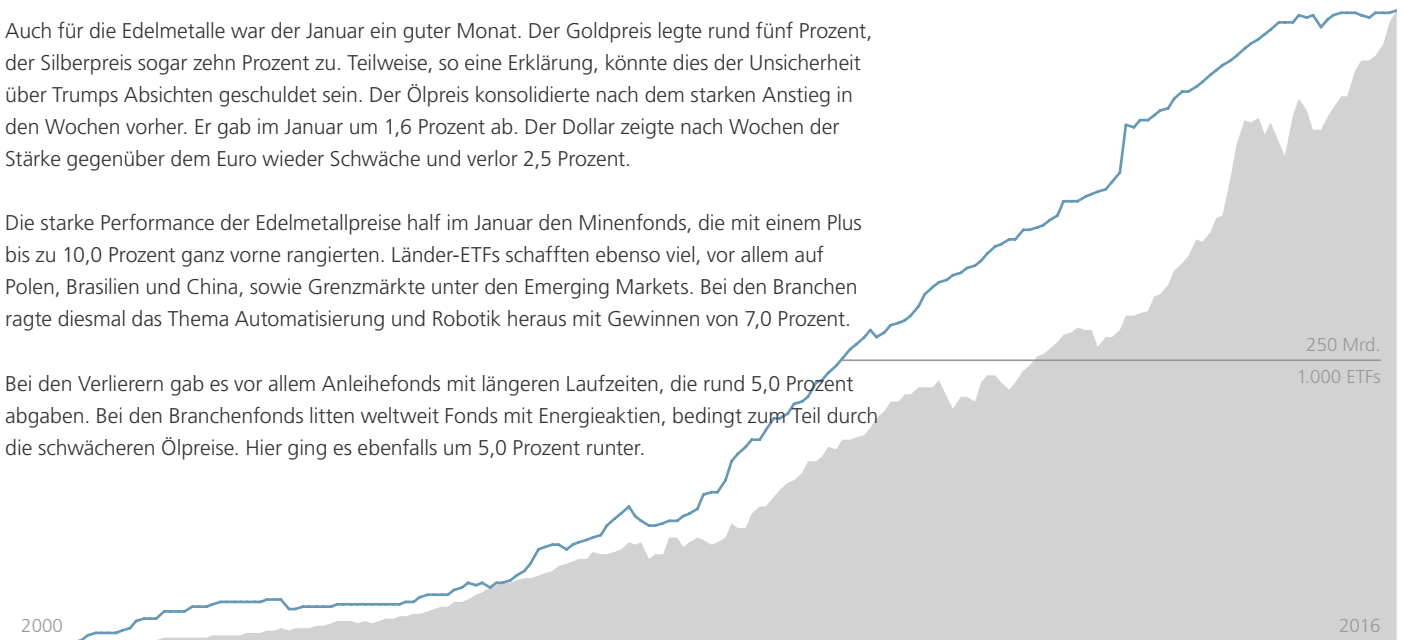 Auch für die Edelmetalle war der Januar ein guter Monat. Der Goldpreis legte rund fünf Prozent,
der Silberpreis sogar zehn Prozent zu. Teilweise, so eine Erklärung, könnte dies der Unsicherheit
über Trumps Absichten geschuldet sein. Der Ölpreis konsolidierte nach dem starken Anstieg in
den Wochen vorher. Er gab im Januar um 1,6 Prozent ab. Der Dollar zeigte nach Wochen der
Stärke gegenüber dem Euro wieder Schwäche und verlor 2,5 Prozent.
Die starke Performance der Edelmetallpreise half im Januar den Minenfonds, die mit einem Plus
bis zu 10,0 Prozent ganz vorne rangierten. Länder-ETFs schafften ebenso viel, vor allem auf
Polen, Brasilien und China, sowie Grenzmärkte unter den Emerging Markets. Bei den Branchen
ragte diesmal das Thema Automatisierung und Robotik heraus mit Gewinnen von 7,0 Prozent.
Bei den Verlierern gab es vor allem Anleihefonds mit längeren Laufzeiten, die rund 5,0 Prozent
abgaben. Bei den Branchenfonds litten weltweit Fonds mit Energieaktien, bedingt zum Teil durch
die schwächeren Ölpreise. Hier ging es ebenfalls um 5,0 Prozent runter.
250 Mrd.
1.000 ETFs
2000
2016